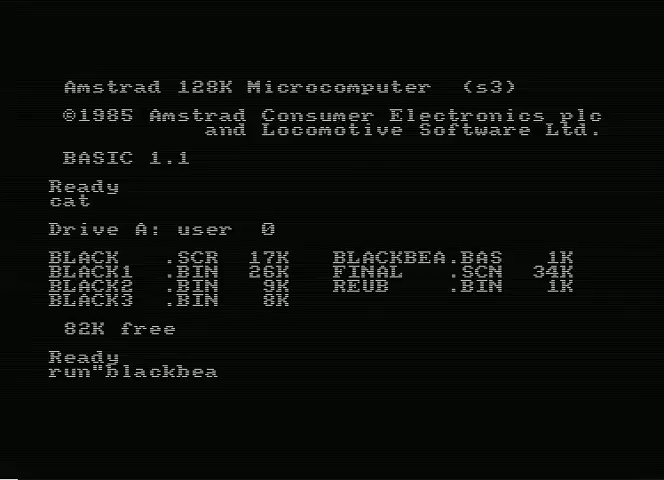 Amstrad 128K Microcomputer  (s3)
©1985 Amstrad Consumer Electronics plc
and Locomotive Software Ltd.
BASIC 1.1
Ready
cat
Drive A: user  0
BLACK   .SCR  17K   BLACKBEA.BAS   1K
BLACK1  .BIN  26K   FINAL   .SCN  34K
BLACK2  .BIN   9K   REUB    .BIN   1K
BLACK3  .BIN   8K
82K free
Ready
run"blackbea